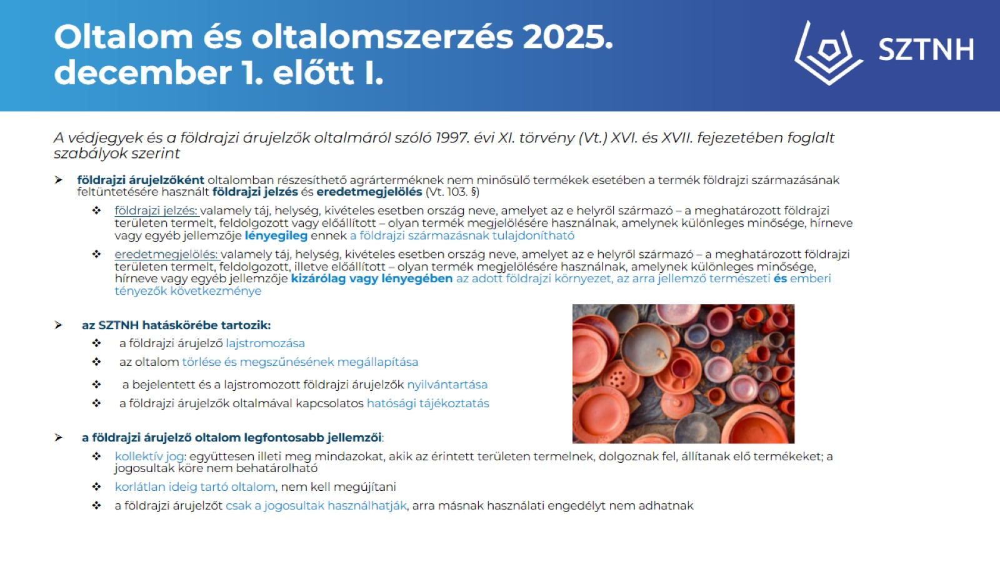 Oltalom és oltalomszerzés 2025.
december 1. előtt I.
SZTNH
A védjegyek és a földrajzi árujelzők oltalmáról szóló 1997. évi XI. törvény (Vt.) XVI. és XVII. fejezetében foglalt
szabályok szerint
➢ földrajzi árujelzőként oltalomban részesíthető agrárterméknek nem minősülő termékek esetében a termék földrajzi származásának
feltüntetésére használt földrajzi jelzés és eredetmegjelölés (Vt. 103. §)
❖ földrajzi jelzés: valamely táj, helység, kivételes esetben ország neve, amelyet az e helyről származó – a meghatározott földrajzi
területen termelt, feldolgozott vagy előállított – olyan termék megjelölésére használnak, amelynek különleges minősége, hírneve
vagy egyéb jellemzője lényegileg ennek a földrajzi származásnak tulajdonítható
❖ eredetmegjelölés: valamely táj, helység, kivételes esetben ország neve, amelyet az e helyről származó – a meghatározott földrajzi
területen termelt, feldolgozott, illetve előállított – olyan termék megjelölésére használnak, amelynek különleges minősége,
hírneve vagy egyéb jellemzője kizárólag vagy lényegében az adott földrajzi környezet, az arra jellemző természeti és emberi
tényezők következménye
➢ az SZTNH hatáskörébe tartozik:
❖ a földrajzi árujelző lajstromozása
❖ az oltalom törlése és megszűnésének megállapítása
❖ a bejelentett és a lajstromozott földrajzi árujelzők nyilvántartása
❖ a földrajzi árujelzők oltalmával kapcsolatos hatósági tájékoztatás
➢ a földrajzi árujelző oltalom legfontosabb jellemzői:
❖ kollektív jog: együttesen illeti meg mindazokat, akik az érintett területen termelnek, dolgoznak fel, állítanak elő termékeket; a
jogosultak köre nem behatárolható
❖ korlátlan ideig tartó oltalom, nem kell megújítani
❖ a földrajzi árujelzőt csak a jogosultak használhatják, arra másnak használati engedélyt nem adhatnak